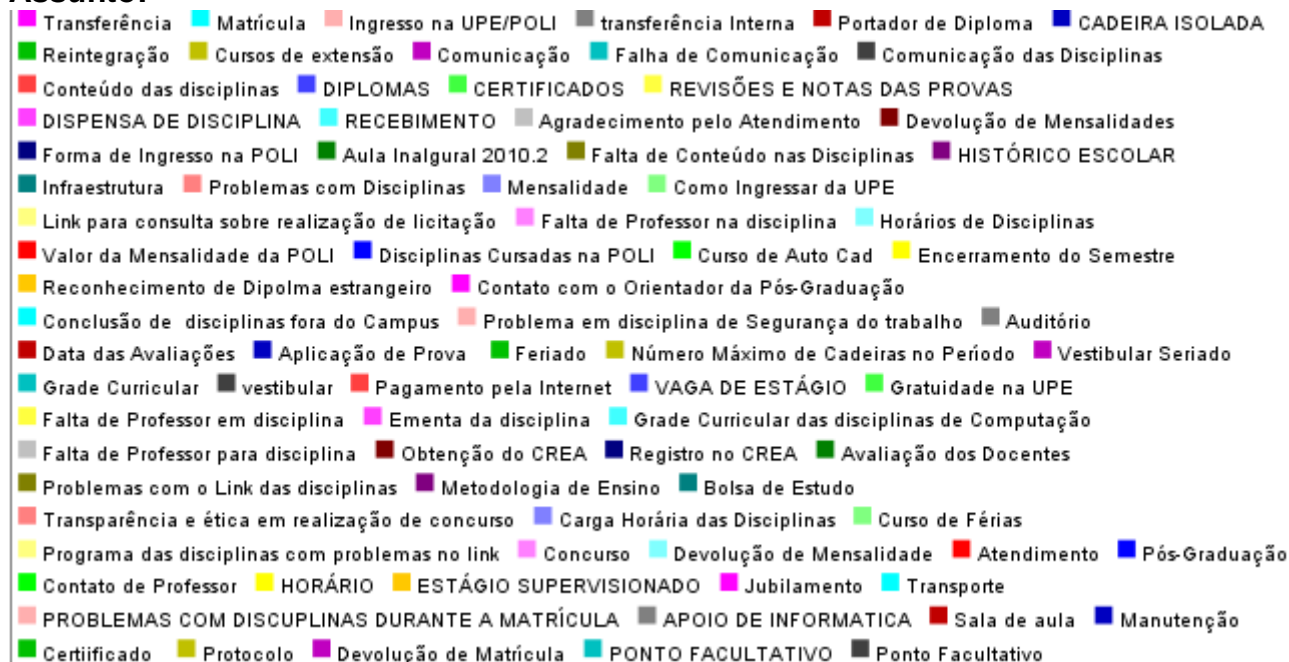 Assunto:
Transferência Matrícula Ingresso na UPE/POLI transferência Interna Portador de Diploma CADEIRA ISOLADA
Reintegração Cursos de extensão Comunicação Falha de Comunicação Comunicação das Disciplinas
Conteúdo das disciplinas DIPLOMAS CERTIFICADOS REVISÕES E NOTAS DAS PROVAS
DISPENSA DE DISCIPLINA RECEBIMENTO Agradecimento pelo Atendimento Devolução de Mensalidades
Forma de Ingresso na POLI Aula Inalgural 2010.2 Falta de Conteúdo nas Disciplinas HISTÓRICO ESCOLAR
Infraestrutura Problemas com Disciplinas Mensalidade Como Ingressar da UPE
Link para consulta sobre realização de licitação Falta de Professor na disciplina Horários de Disciplinas
Valor da Mensalidade da POLI Disciplinas Cursadas na POLI Curso de Auto Cad Encerramento do Semestre
Reconhecimento de Dipolma estrangeiro Contato com o Orientador da Pós-Graduação
Conclusão de disciplinas fora do Campus Problema em disciplina de Segurança do trabalho Auditório
Data das Avaliações Aplicação de Prova Feriado Número Máximo de Cadeiras no Período Vestibular Seriado
Grade Curricular vestibular Pagamento pela Internet VAGA DE ESTÁGIO Gratuidade na UPE
Falta de Professor em disciplina Ementa da disciplina Grade Curricular das disciplinas de Computação
Falta de Professor para disciplina Obtenção do CREA Registro no CREA Avaliação dos Docentes
Problemas com o Link das disciplinas Metodologia de Ensino Bolsa de Estudo
Transparência e ética em realização de concurso Carga Horária das Disciplinas Curso de Férias
Programa das disciplinas com problemas no link Concurso Devolução de Mensalidade Atendimento Pós-Graduação
Contato de Professor HORÁRIO ESTÁGIO SUPERVISIONADO Jubilamento Transporte
PROBLEMAS COM DISCUPLINAS DURANTE A MATRÍCULA APOIO DE INFORMATICA Sala de aula Manutenção
Certiificado Protocolo Devolução de Matrícula PONTO FACULTATIVO Ponto Facultativo